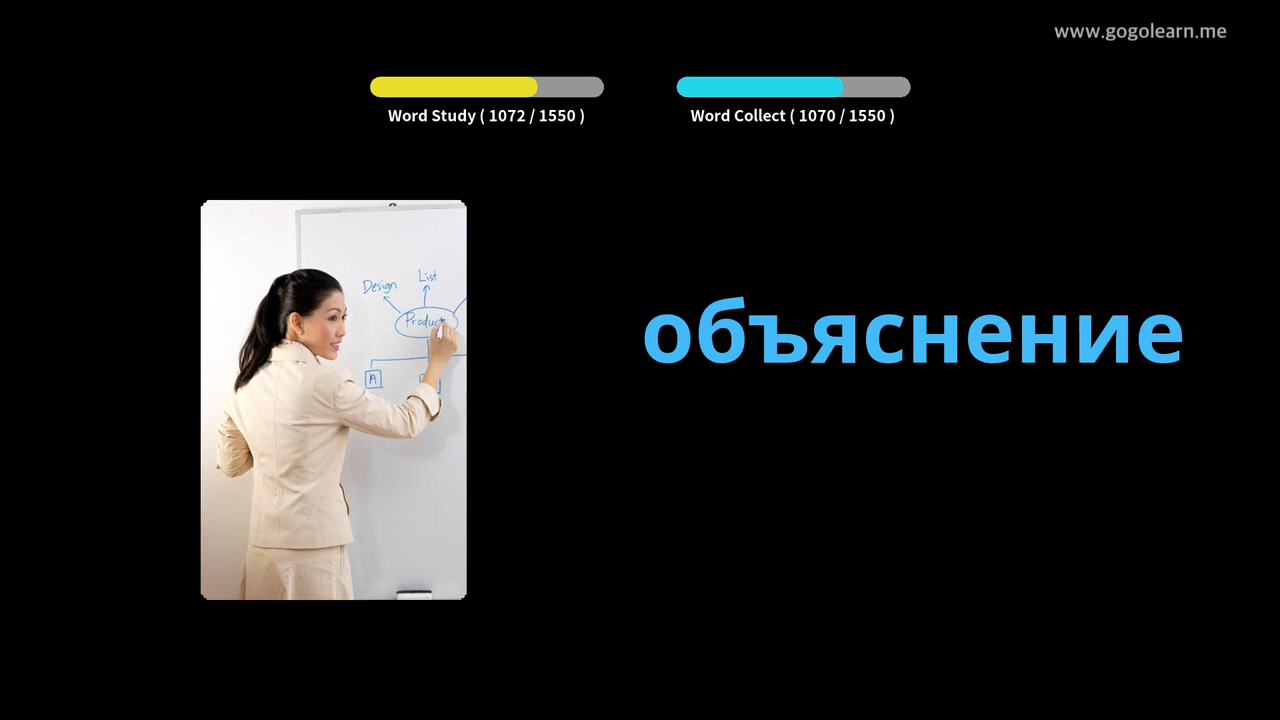 www.gogolearn.me
Word Study ( 1072 / 1550 )
Word Collect ( 1070 / 1550 )
Design
List
Product
A
объяснение